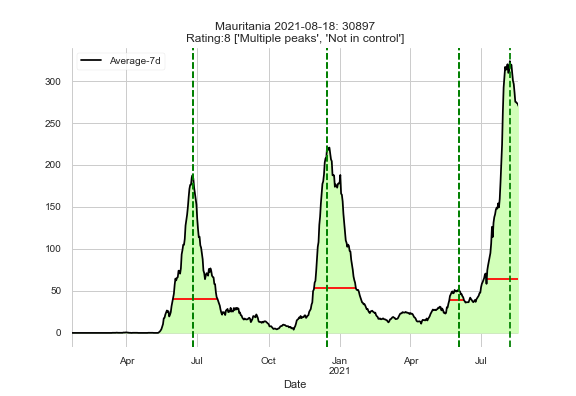 Mauritania 2021-08-18: 30897
Rating:8 ['Multiple peaks', 'Not in control']
Average-7d
300
250
200
150
100
50
0
Apr Jul Oct Jan Apr Jul
2021
Date